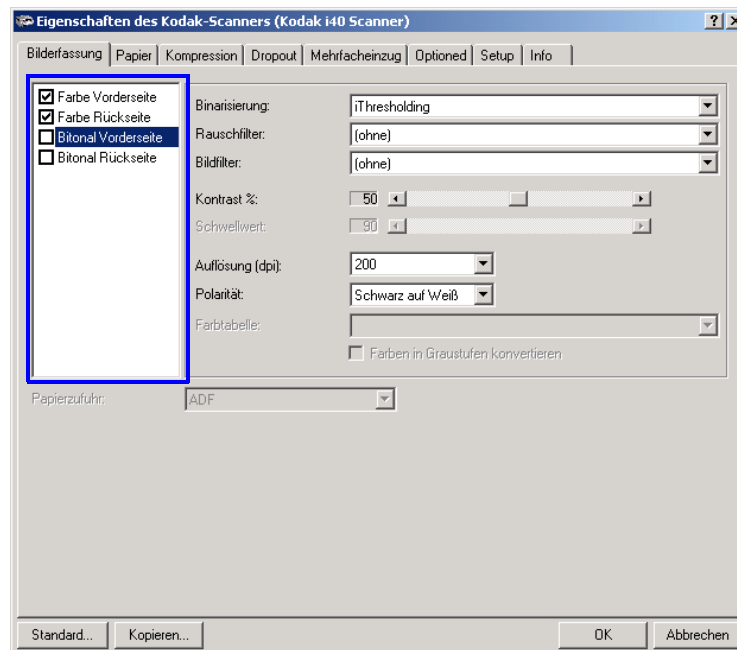 Eigenschaften des Kodak-Scanners (Kodak i40 Scanner)
Bilderfassung Papier Kompression Dropout Mehrfacheinzug Optioned Setup Info
Farbe Vorderseite
Farbe Rückseite
Bitonal Vorderseite
Bitonal Rückseite
Binarisierung: iThresholding
Rauschfilter: (ohne)
Bildfilter: (ohne)
Kontrast %: 50
Schwellwert: 90
Auflösung (dpi): 200
Polarität: Schwarz auf Weiß
Farbtabelle:
Farben in Graustufen konvertieren
Papierzufuhr: ADF
Standard... Kopieren... OK Abbrechen